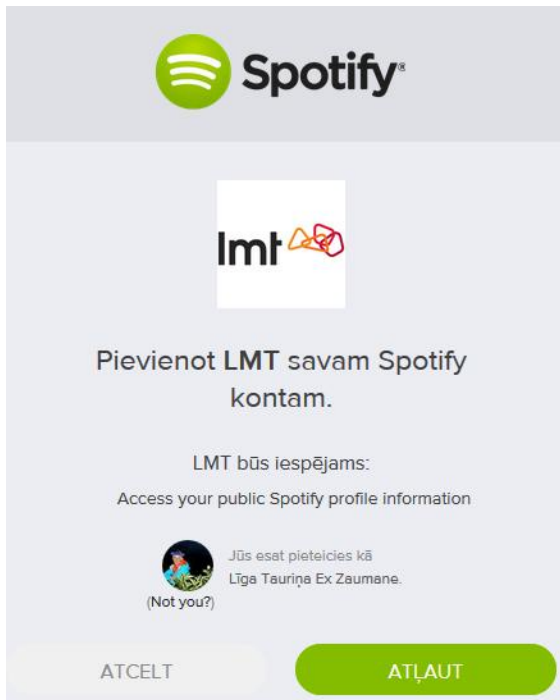 Spotify®
lmt
Pievienot LMT savam Spotify
kontam.
LMT būs iespējams:
Access your public Spotify profile information
Jūs esat pieteicies kā
Līga Tauriņa Ex Zaumane.
(Not you?)
ATCELT
ATĻAUT